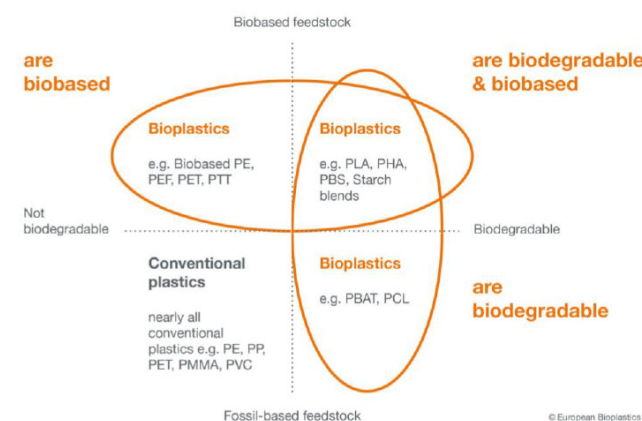 Biobased feedstock
are
biobased
are biodegradable
& biobased
Bioplastics
e.g. Biobased PE,
PEF, PET, PTT
Bioplastics
e.g. PLA, PHA,
PBS, Starch
blends
Not
biodegradable
Biodegradable
Conventional
plastics
nearly all
conventional
plastics e.g. PE, PP,
PET, PMMA, PVC
Bioplastics
e.g. PBAT, PCL
are
biodegradable
Fossil-based feedstock
© European Bioplastics